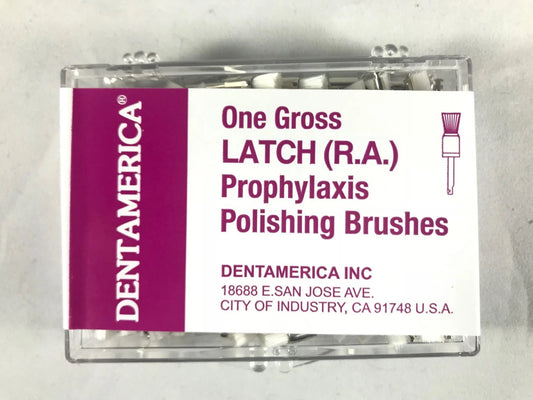 DENTAMERICA®
One Gross
LATCH (R.A.)
Prophylaxis
Polishing Brushes
DENTAMERICA INC
18688 E.SAN JOSE AVE.
CITY OF INDUSTRY, CA 91748 U.S.A.